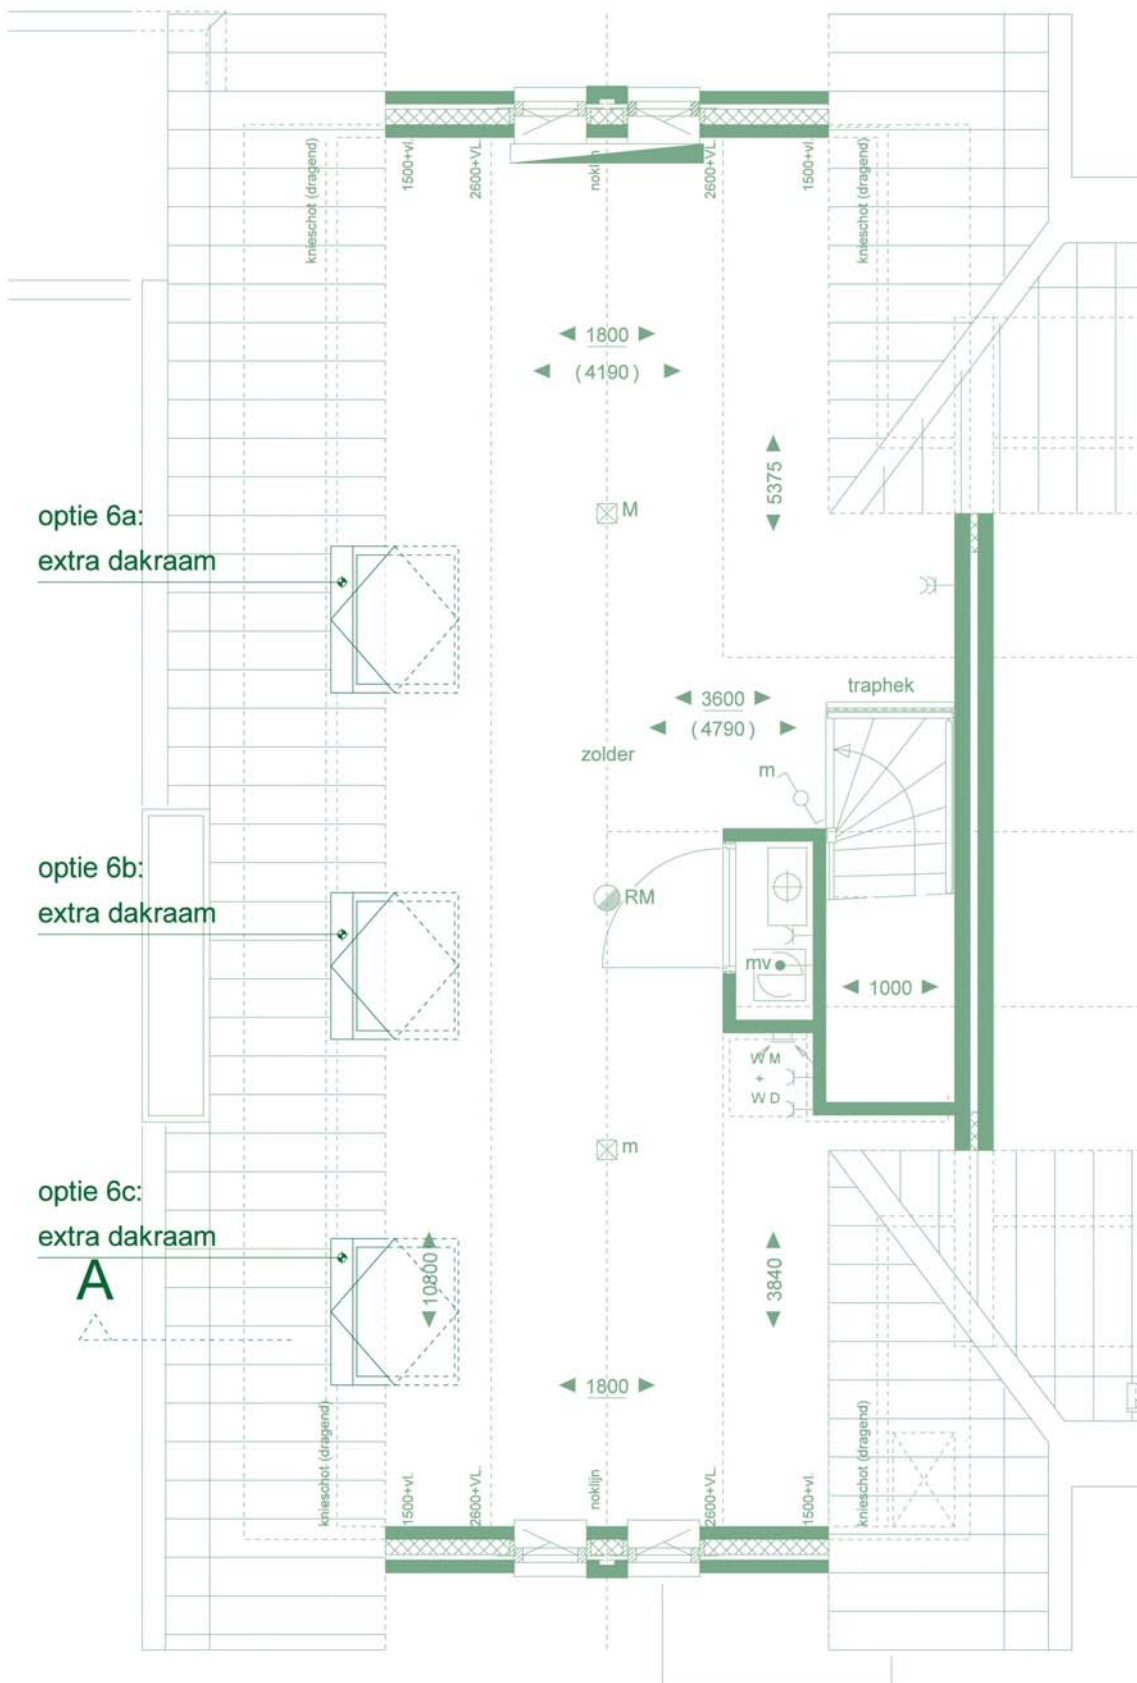 1500+vl.
2600+VL.
noklijn
2600+VL.
1500+vl.
knieschot (dragend)
knieschot (dragend)
1800
(4190)
5375
optie 6a:
extra dakraam
M
3600
(4790)
traphek
zolder
m
optie 6b:
extra dakraam
RM
mv
1000
WM
+
WD
m
optie 6c:
extra dakraam
A
10800
3840
1800
knieschot (dragend)
knieschot (dragend)
1500+vl.
2600+VL.
noklijn
2600+VL.
1500+vl.